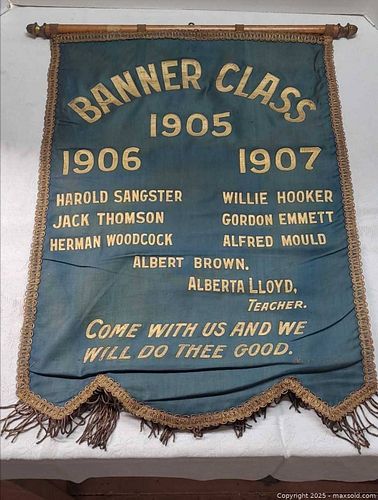 BANNER CLASS
1905
1906 1907
HAROLD SANGSTER WILLIE HOOKER
JACK THOMSON GORDON EMMETT
HERMAN WOODCOCK ALFRED MOULD
ALBERT BROWN.
ALBERTA LLOYD,
TEACHER.
COME WITH US AND WE
WILL DO THEE GOOD.
Copyright 2025 - maxsold.com